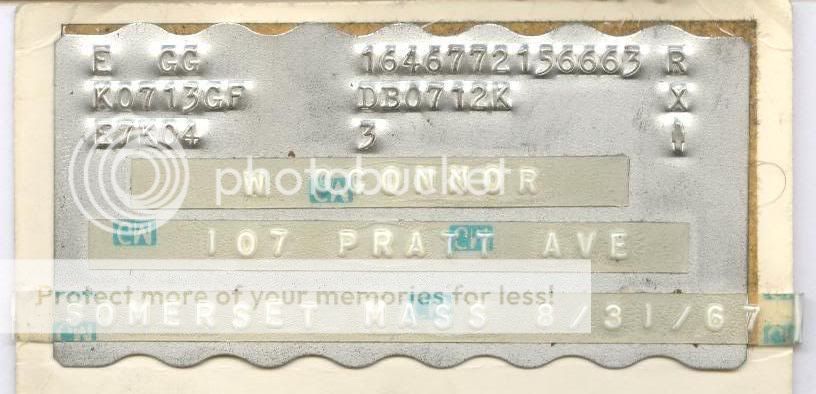 E GG 1646772156663 R
K0713GF DB0712K X
E7K04 3
W OCONNOR
photobucket
107 PRATT AVE
Protect more of your memories for less!
SOMERSET MASS 8/31/67